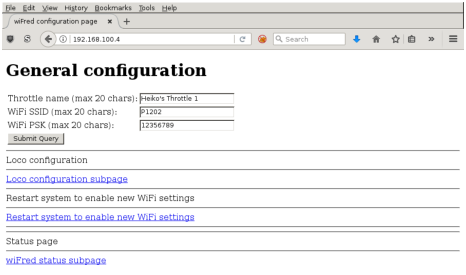 File Edit View History Bookmarks Tools Help
wiFred configuration page × +
192.168.100.4 Search
General configuration
Throttle name (max 20 chars): Heiko's Throttle 1
WiFi SSID (max 20 chars): P1202
WiFi PSK (max 20 chars): 12356789
Submit Query
Loco configuration
Loco configuration subpage
Restart system to enable new WiFi settings
Restart system to enable new WiFi settings
Status page
wiFred status subpage